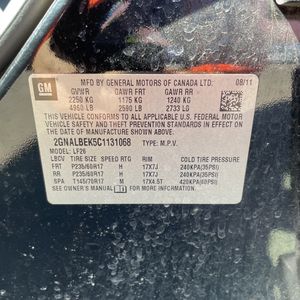 GM
MFD BY GENERAL MOTORS OF CANADA LTD. 08/11
GVWR GAWR FRT GAWR RR
2250 KG 1175 KG 1240 KG
4960 LB 2590 LB 2733 LB
THIS VEHICLE CONFORMS TO ALL APPLICABLE U.S. FEDERAL
MOTOR VEHICLE SAFETY AND THEFT PREVENTION STANDARDS
IN EFFECT ON THE DATE OF MANUFACTURE SHOWN ABOVE.
2GNALBEK5C1131068 TYPE: M.P.V.
MODEL: LF26
LBCV TIRE SIZE SPEED RTG RIM COLD TIRE PRESSURE
FRT P235/60R17 H 17X7J 240KPA(35PSI)
RR P235/60R17 H 17X7J 240KPA(35PSI)
SPA T145/70R17 M 17X4.5T 420KPA(60PSI)
SEE OWNER'S MANUAL FOR MORE INFORMATION.